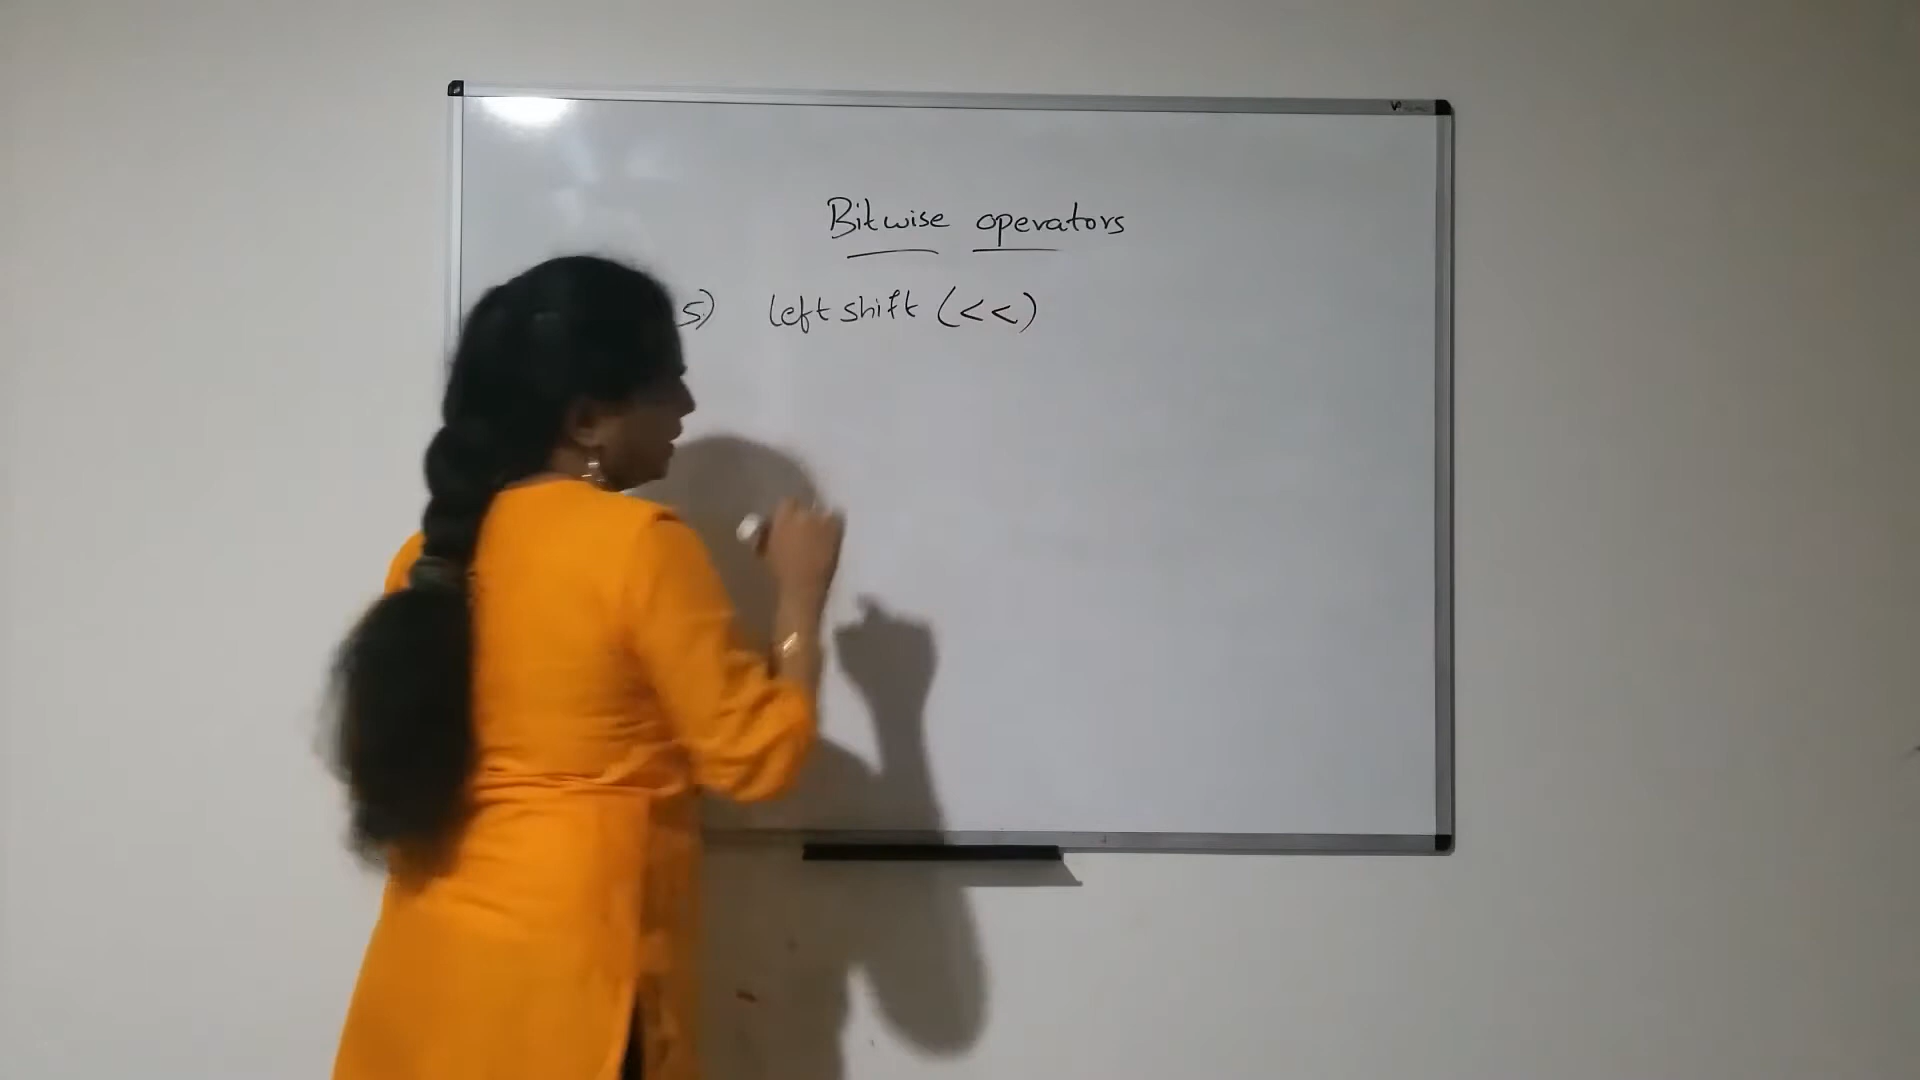 Bitwise operators
5) left shift (<<)